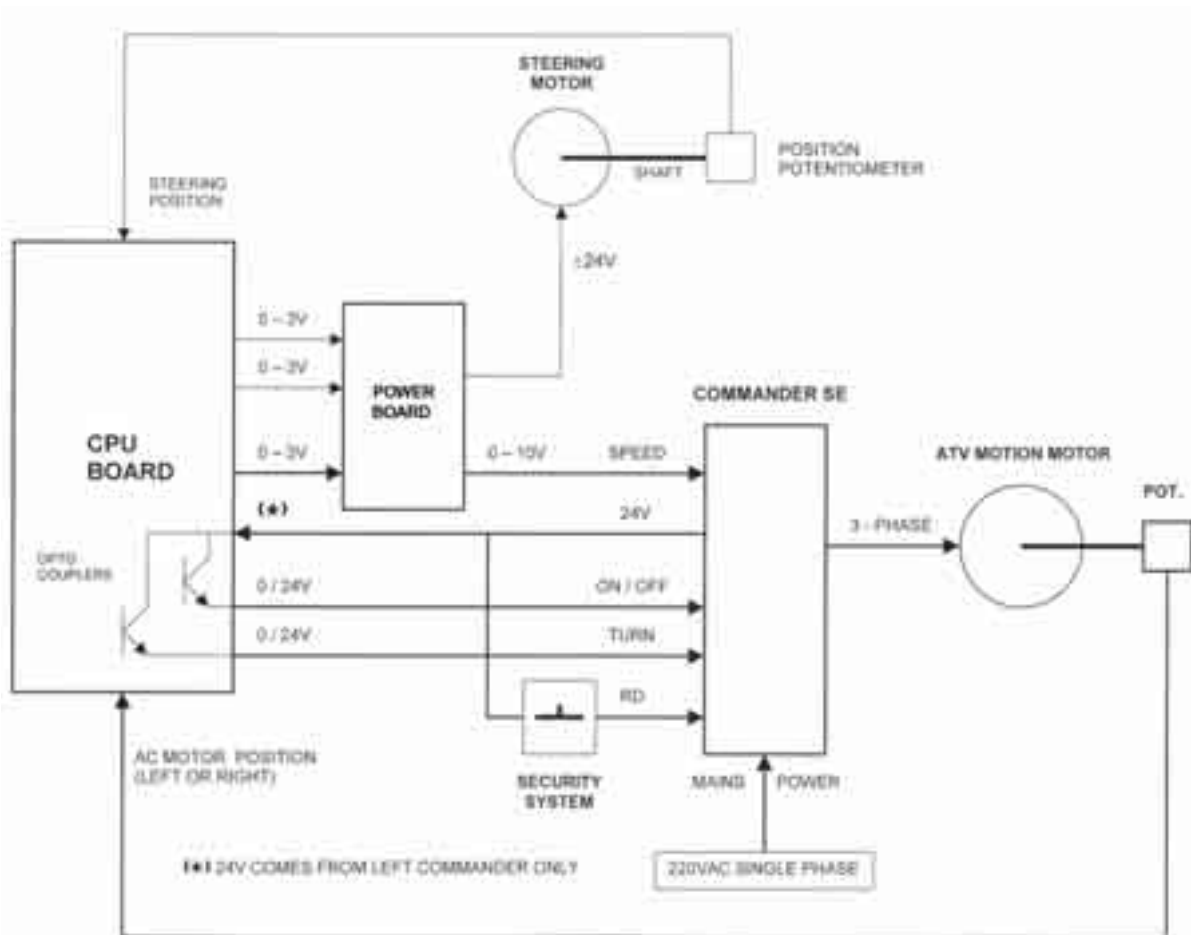 STEERING
MOTOR
SHAFT
POSITION
POTENTIOMETER
STEERING
POSITION
±24V
0 – 3V
0 – 3V
POWER
BOARD
COMMANDER SE
CPU
BOARD
0 – 3V
0 – 10V
SPEED
ATV MOTION MOTOR
POT.
(*)
24V
3 - PHASE
OPTO
COUPLERS
0 / 24V
ON / OFF
0 / 24V
TURN
RD
AC MOTOR POSITION
(LEFT OR RIGHT)
SECURITY
SYSTEM
MAINS POWER
(*) 24V COMES FROM LEFT COMMANDER ONLY
220VAC SINGLE PHASE